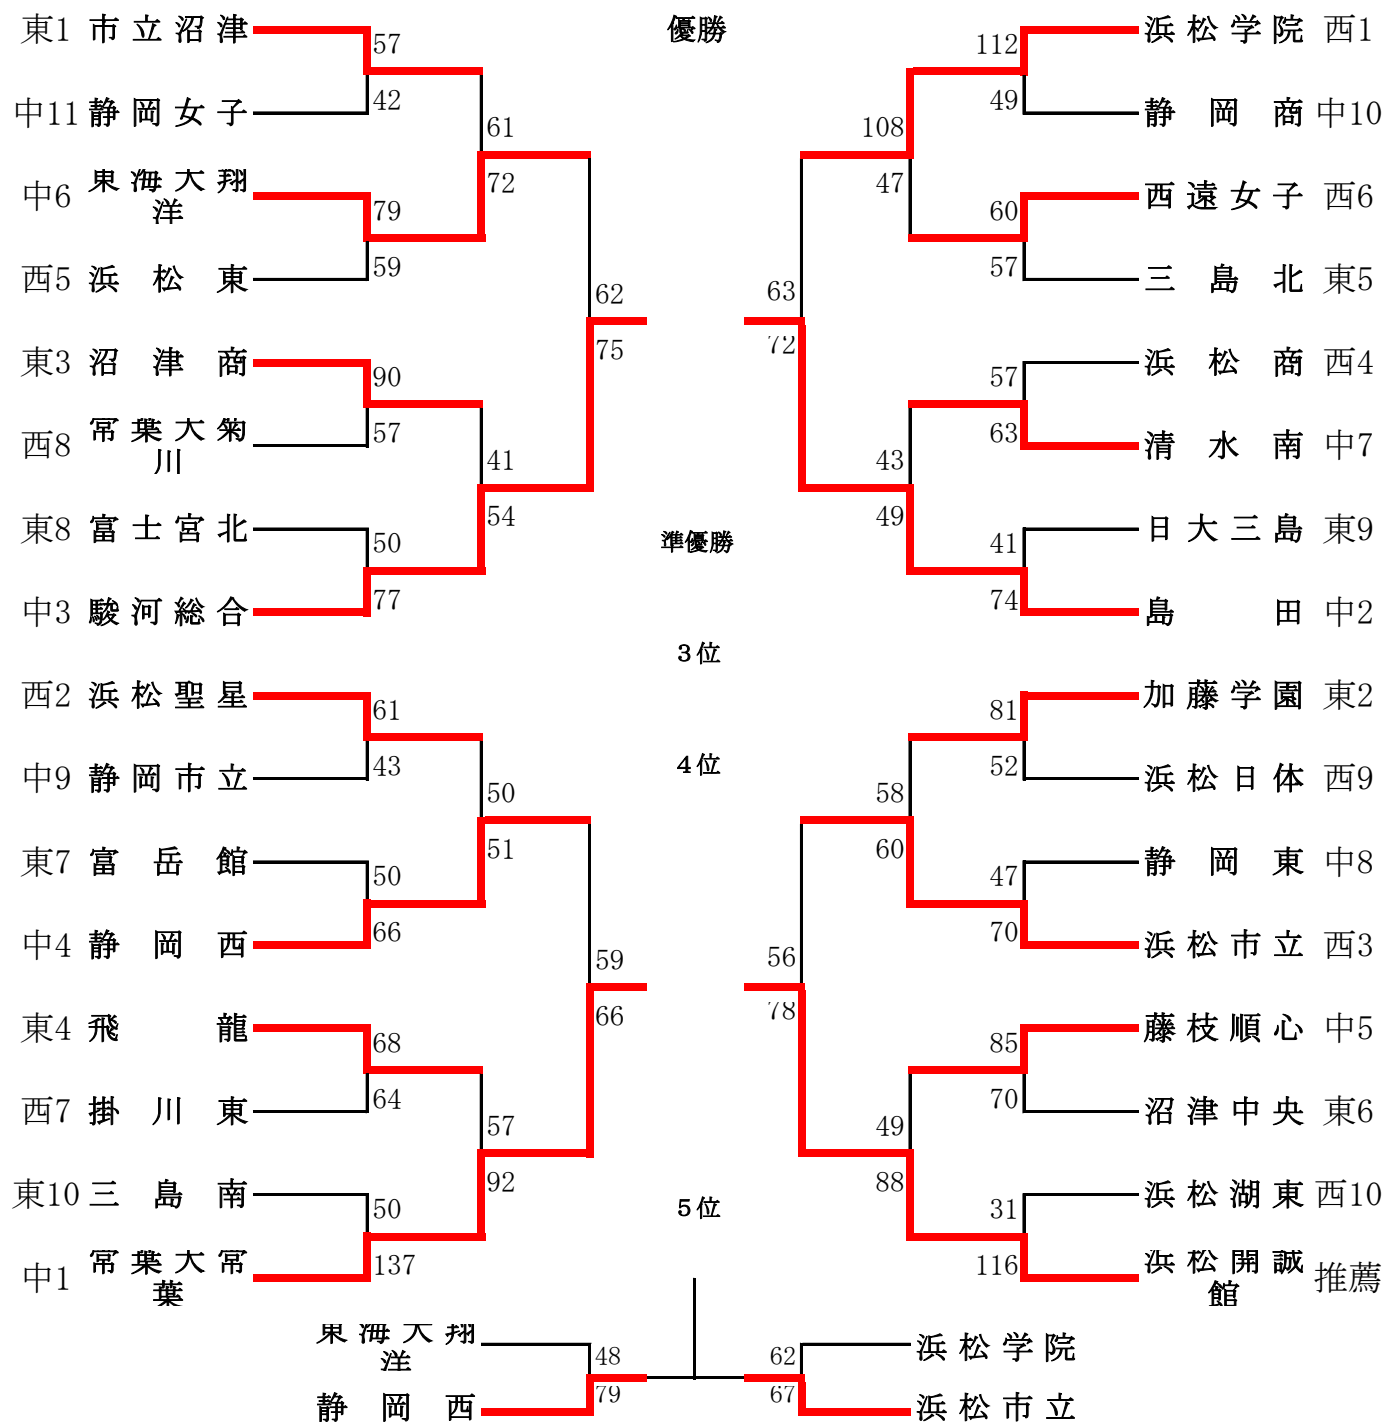 東1 市立沼津
57
42
中11 静岡女子
61
72
中6 東海大翔
洋
79
59
西5 浜松東
62
75
東3 沼津商
90
57
西8 常葉大菊
川
41
54
東8 富士宮北
50
77
中3 駿河総合
西2 浜松聖星
61
43
中9 静岡市立
50
51
東7 富岳館
50
66
中4 静岡西
59
66
東4 飛龍
68
64
西7 掛川東
57
92
東10 三島南
50
137
中1 常葉大常
葉
優勝
準優勝
3位
4位
5位
浜松学院 西1
112
49
静岡商 中10
108
47
西遠女子 西6
60
57
三島北 東5
63
72
浜松商 西4
57
63
清水南 中7
43
49
日大三島 東9
41
74
島田 中2
加藤学園 東2
81
52
浜松日体 西9
58
60
静岡東 中8
47
70
浜松市立 西3
56
78
藤枝順心 中5
85
70
沼津中央 東6
49
88
浜松湖東 西10
31
116
浜松開誠
館 推薦
東海大翔
洋
48
79
静岡西
62
67
浜松学院
浜松市立